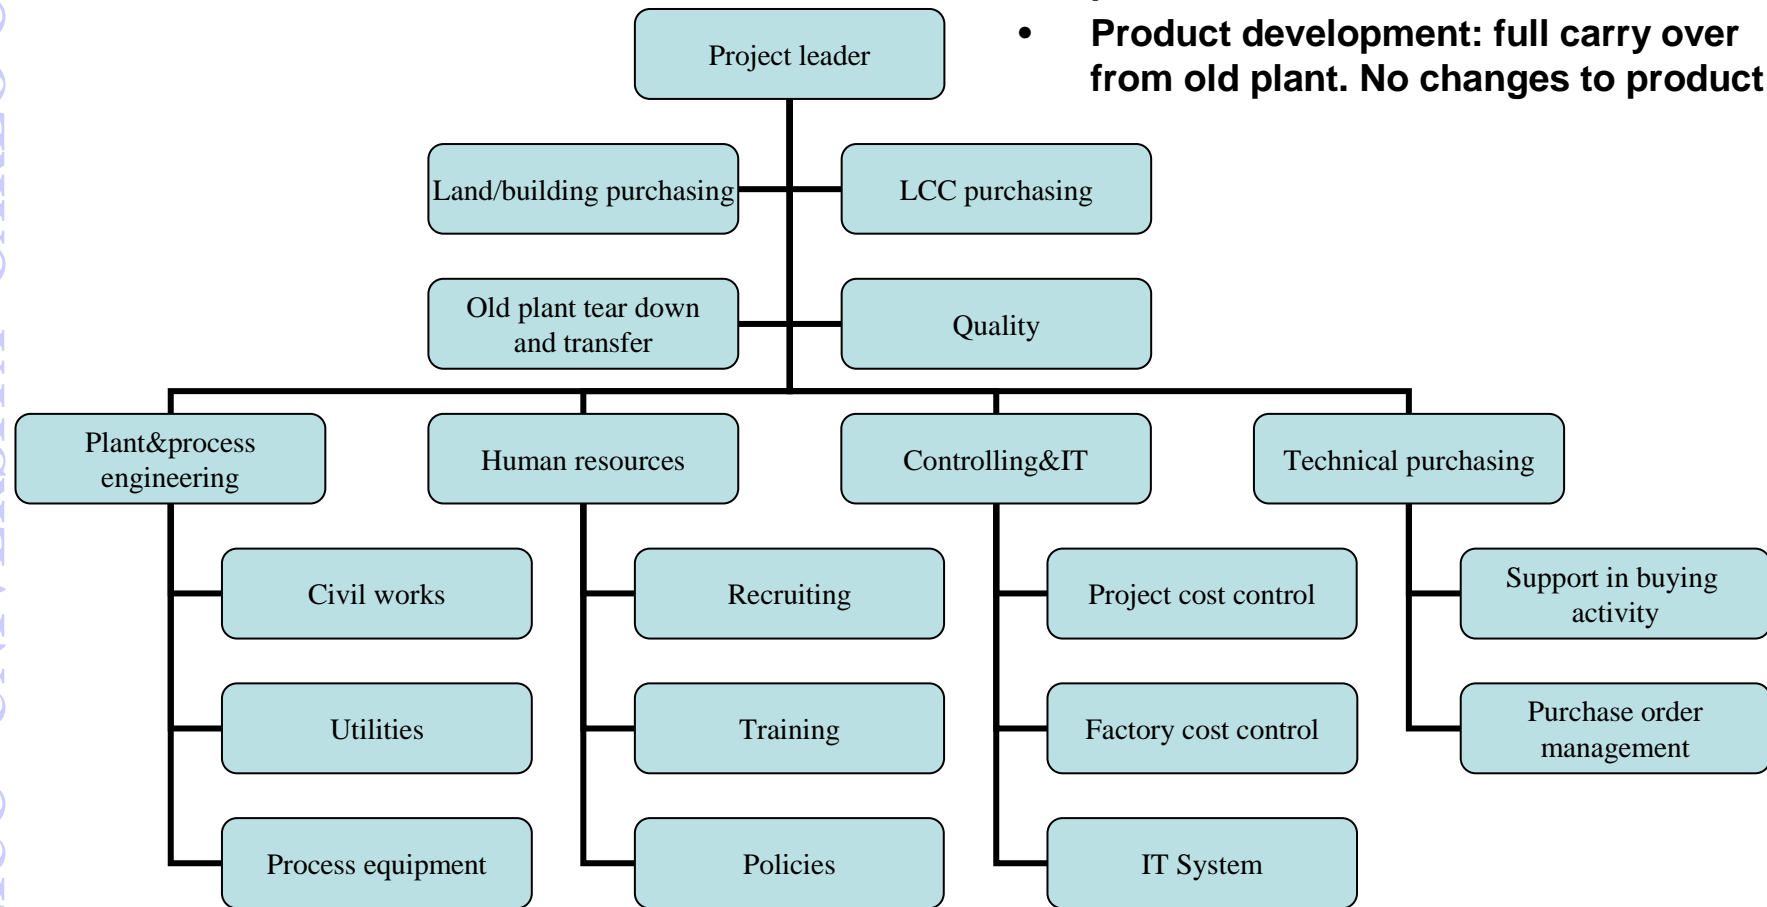 Project leader
• Product development: full carry over
from old plant. No changes to product
Land/building purchasing
LCC purchasing
Old plant tear down
and transfer
Quality
Plant&process
engineering
Human resources
Controlling&IT
Technical purchasing
Civil works
Recruiting
Project cost control
Support in buying
activity
Utilities
Training
Factory cost control
Purchase order
management
Process equipment
Policies
IT System